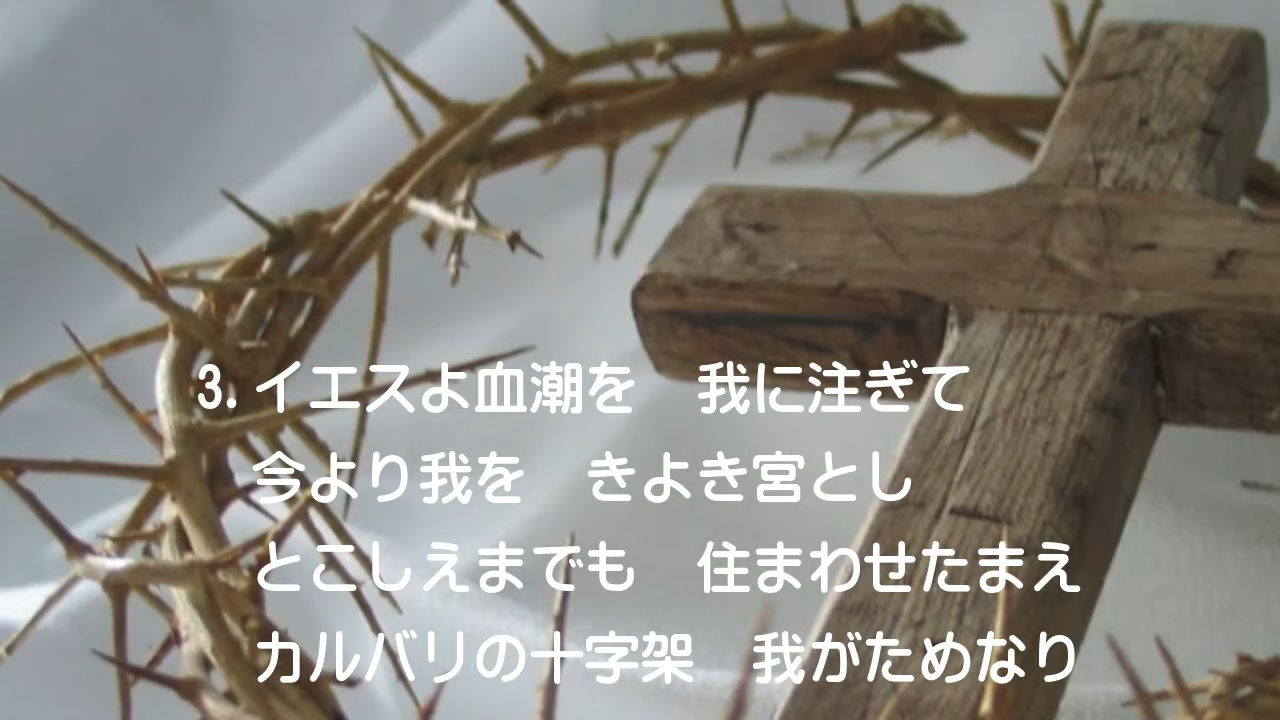 3.イエスよ血潮を　我に注ぎて
今より我を　きよき宮とし
とこしえまでも　住まわせたまえ
カルバリの十字架　我がためなり